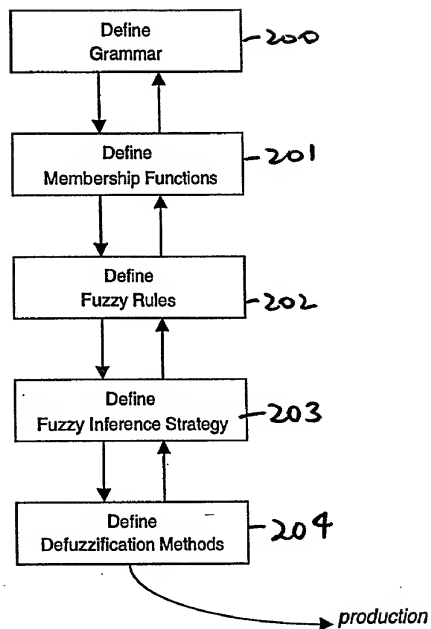 Define
Grammar
200
Define
Membership Functions
201
Define
Fuzzy Rules
202
Define
Fuzzy Inference Strategy
203
Define
Defuzzification Methods
204
production